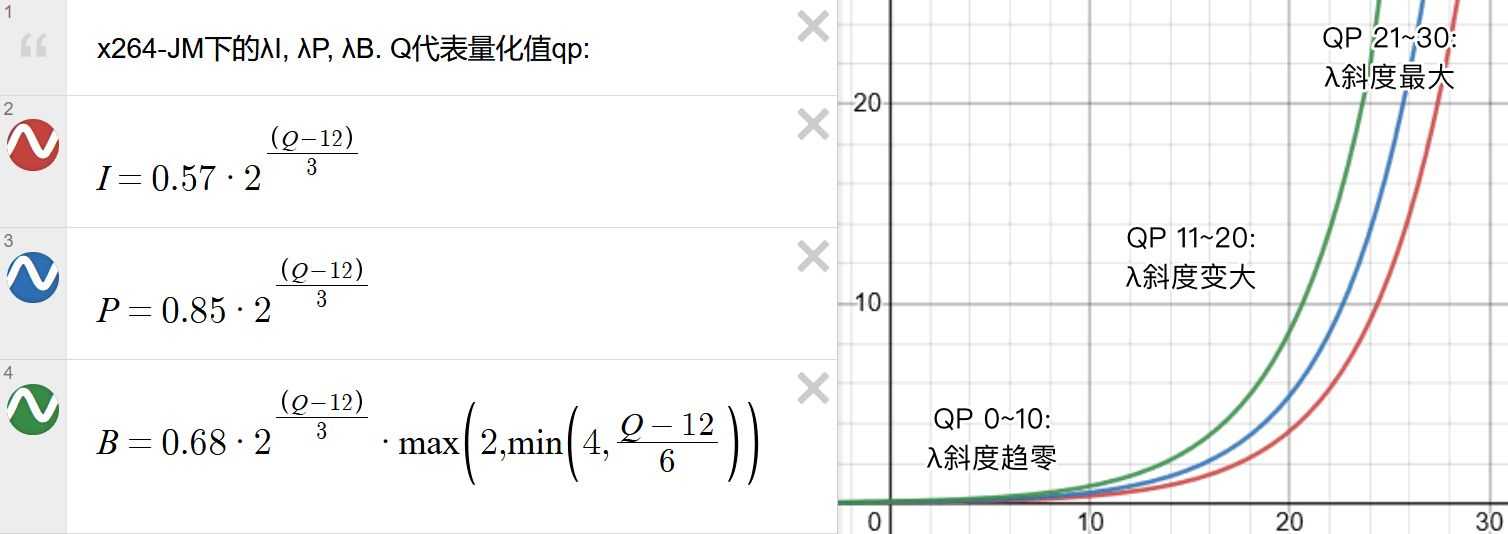 1
x264-JM下的λI, λP, λB. Q代表量化值qp:
2
I = 0.57 · 2^((Q−12)/3)
3
P = 0.85 · 2^((Q−12)/3)
4
B = 0.68 · 2^((Q−12)/3) · max(2,min(4,(Q−12)/6))
QP 21~30:
λ斜度最大
20
QP 11~20:
λ斜度变大
10
QP 0~10:
λ斜度趋零
0 10 20 30